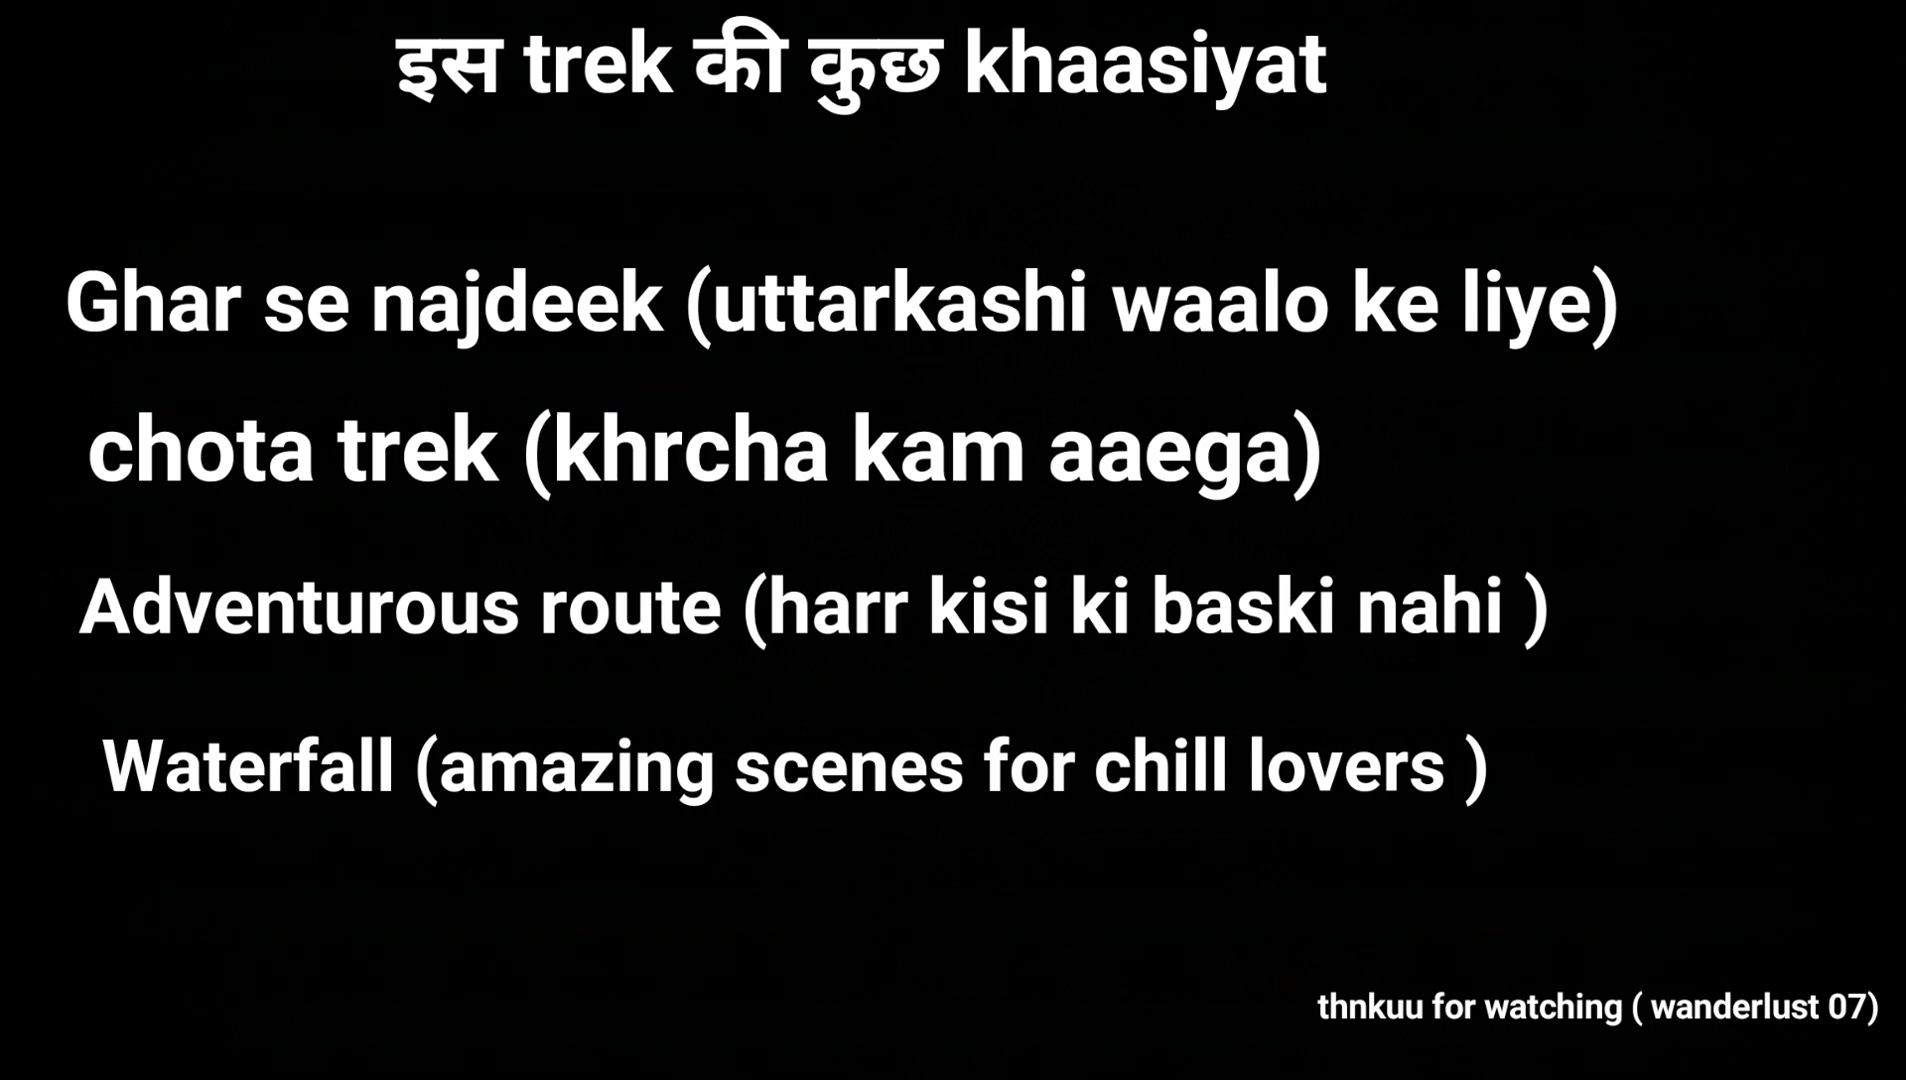 इस trek की कुछ khaasiyat
Ghar se najdeek (uttarkashi waalo ke liye)
chota trek (khrcha kam aaega)
Adventurous route (harr kisi ki baski nahi )
Waterfall (amazing scenes for chill lovers )
thnkuu for watching ( wanderlust 07)